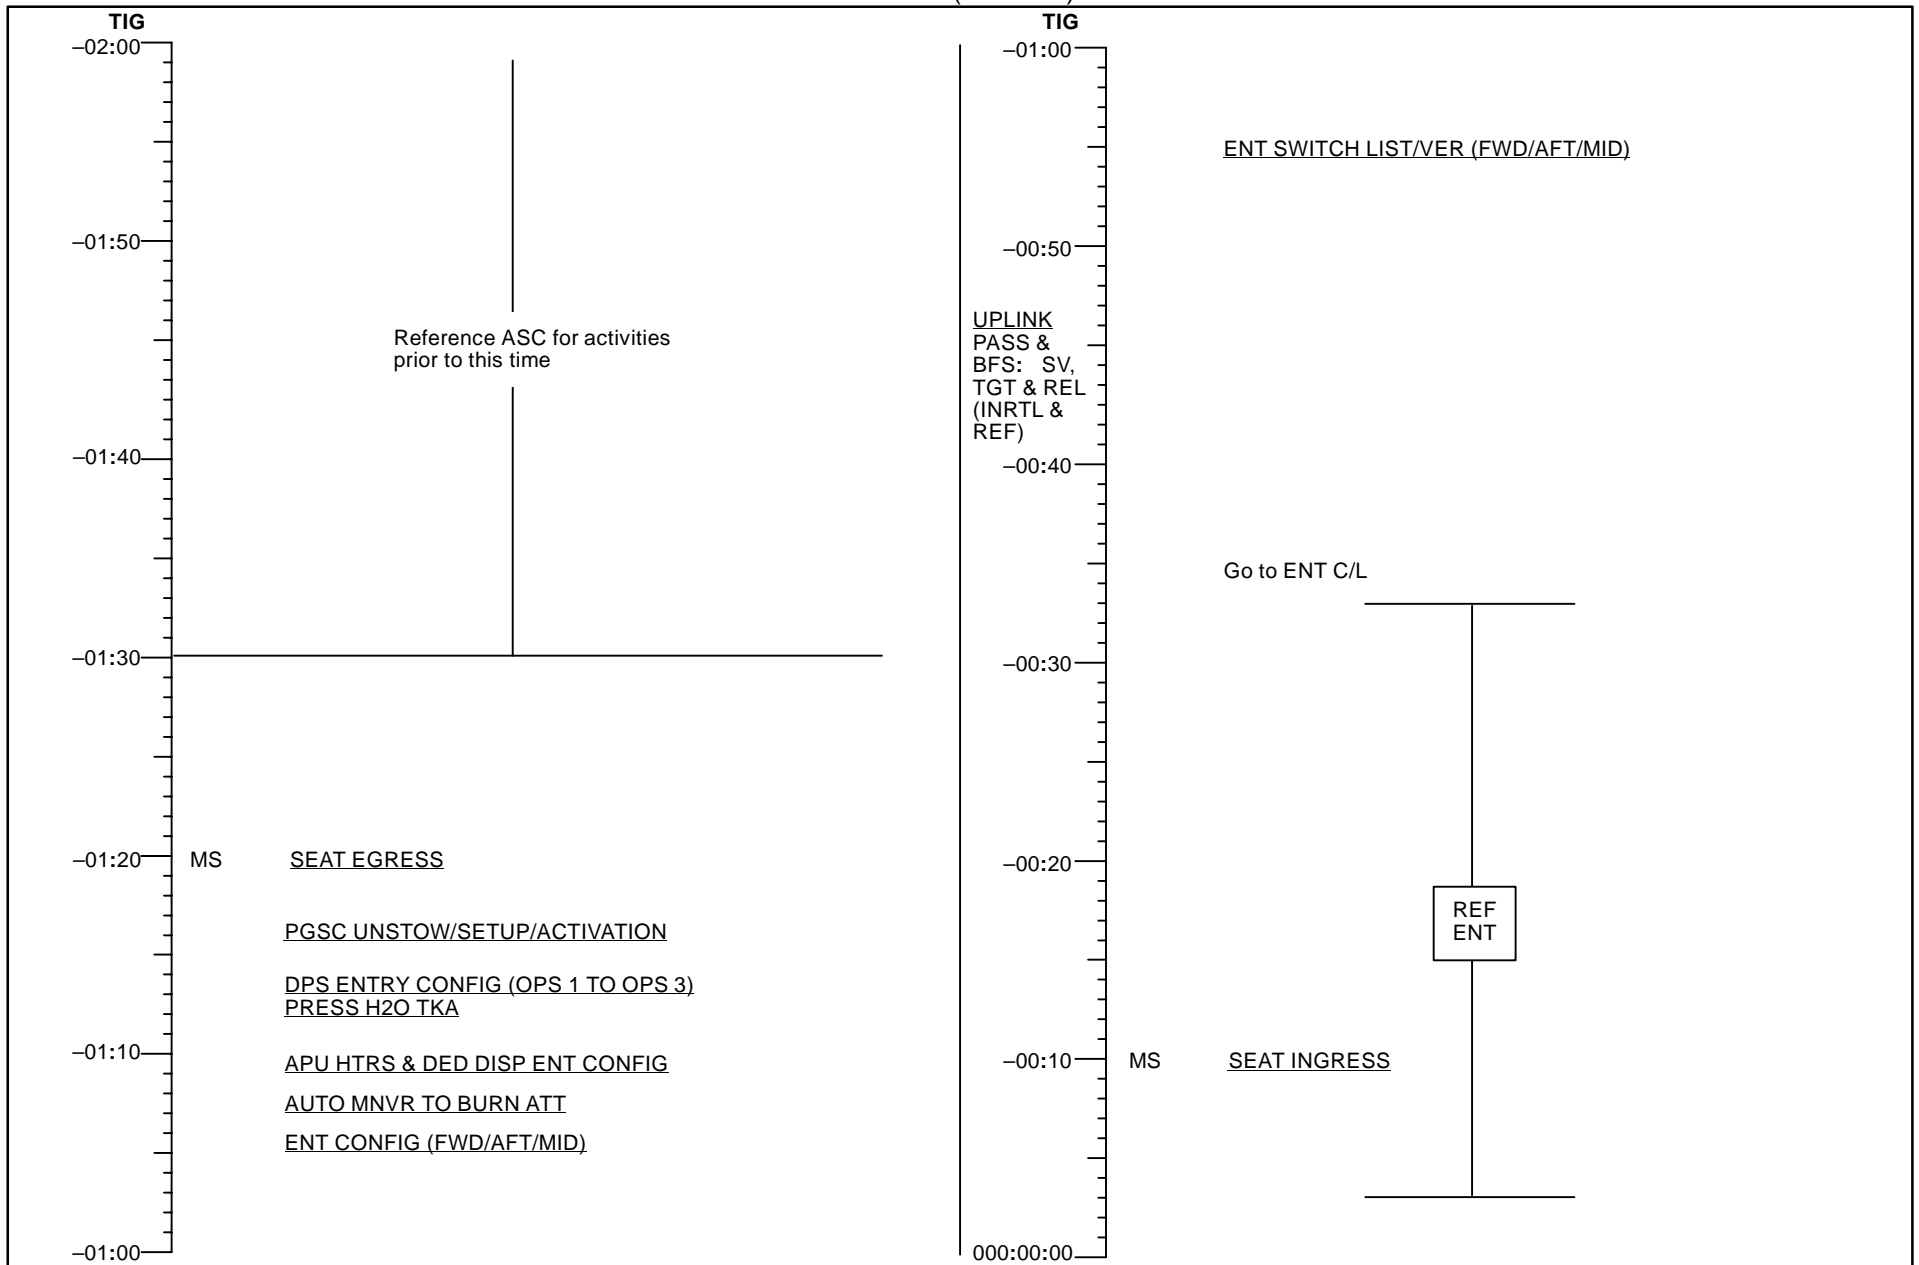 TIG
–02:00
–01:50
Reference ASC for activities
prior to this time
–01:40
–01:30
–01:20 MS SEAT EGRESS
PGSC UNSTOW/SETUP/ACTIVATION
DPS ENTRY CONFIG (OPS 1 TO OPS 3)
PRESS H2O TKA
–01:10
APU HTRS & DED DISP ENT CONFIG
AUTO MNVR TO BURN ATT
ENT CONFIG (FWD/AFT/MID)
–01:00
TIG
–01:00
ENT SWITCH LIST/VER (FWD/AFT/MID)
–00:50
UPLINK
PASS &
BFS: SV,
TGT & REL
(INRTL &
REF)
–00:40
Go to ENT C/L
–00:30
–00:20
REF
ENT
–00:10 MS SEAT INGRESS
000:00:00